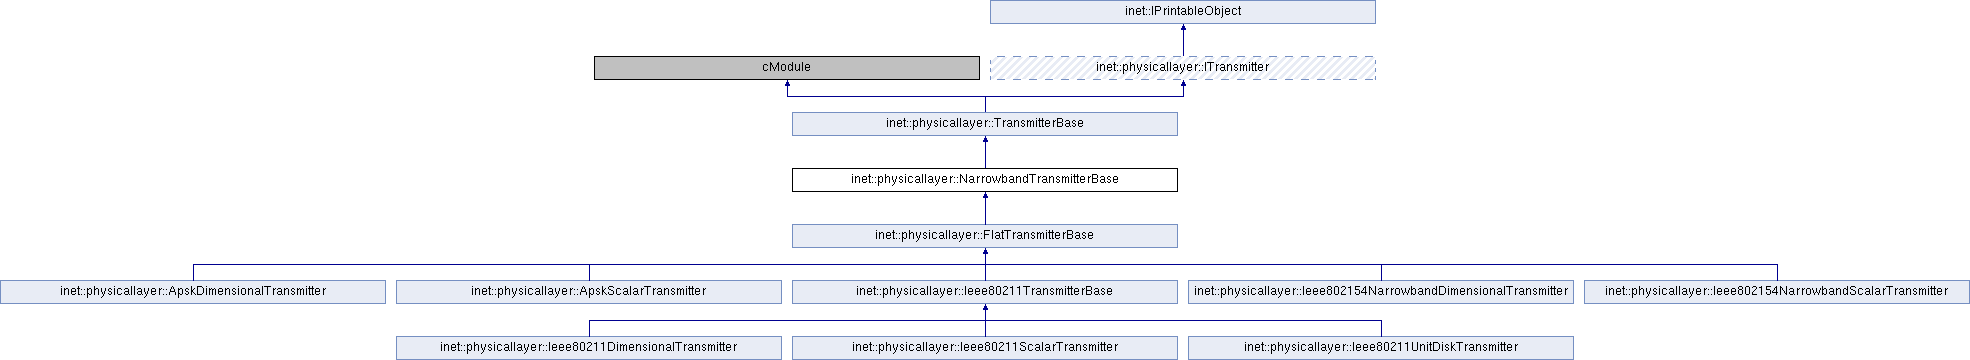 inet::IPrintableObject
cModule
inet::physicallayer::ITransmitter
inet::physicallayer::TransmitterBase
inet::physicallayer::NarrowbandTransmitterBase
inet::physicallayer::FlatTransmitterBase
inet::physicallayer::ApskDimensionalTransmitter
inet::physicallayer::ApskScalarTransmitter
inet::physicallayer::Ieee80211TransmitterBase
inet::physicallayer::Ieee802154NarrowbandDimensionalTransmitter
inet::physicallayer::Ieee802154NarrowbandScalarTransmitter
inet::physicallayer::Ieee80211DimensionalTransmitter
inet::physicallayer::Ieee80211ScalarTransmitter
inet::physicallayer::Ieee80211UnitDiskTransmitter